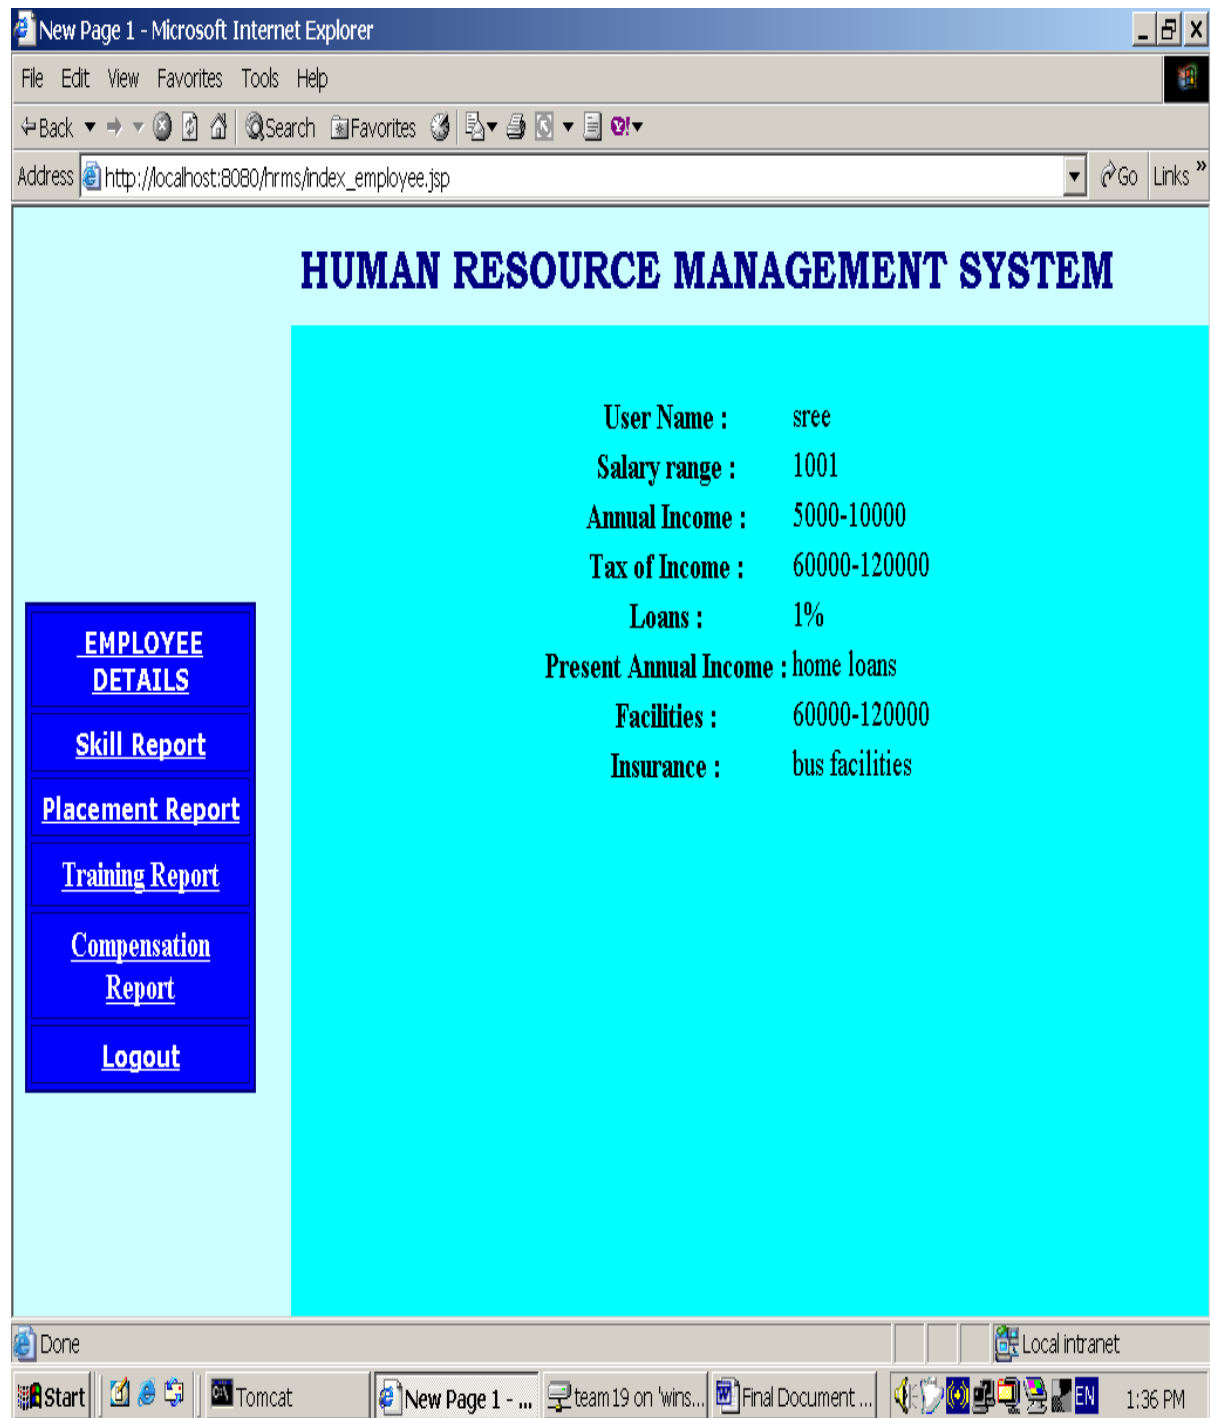 New Page 1 - Microsoft Internet Explorer
File Edit View Favorites Tools Help
Back Search Favorites
Address http://localhost:8080/hrms/index_employee.jsp Go Links »
HUMAN RESOURCE MANAGEMENT SYSTEM
EMPLOYEE
DETAILS
Skill Report
Placement Report
Training Report
Compensation
Report
Logout
User Name : sree
Salary range : 1001
Annual Income : 5000-10000
Tax of Income : 60000-120000
Loans : 1%
Present Annual Income : home loans
Facilities : 60000-120000
Insurance : bus facilities
Done Local intranet
Start Tomcat New Page 1 - ... team19 on 'wins... Final Document ... EN 1:36 PM